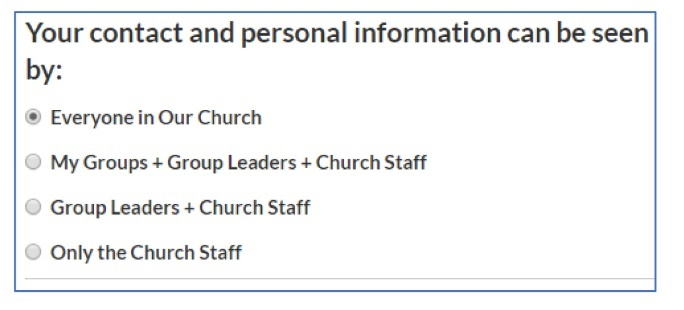 Your contact and personal information can be seen
by:
Everyone in Our Church
My Groups + Group Leaders + Church Staff
Group Leaders + Church Staff
Only the Church Staff